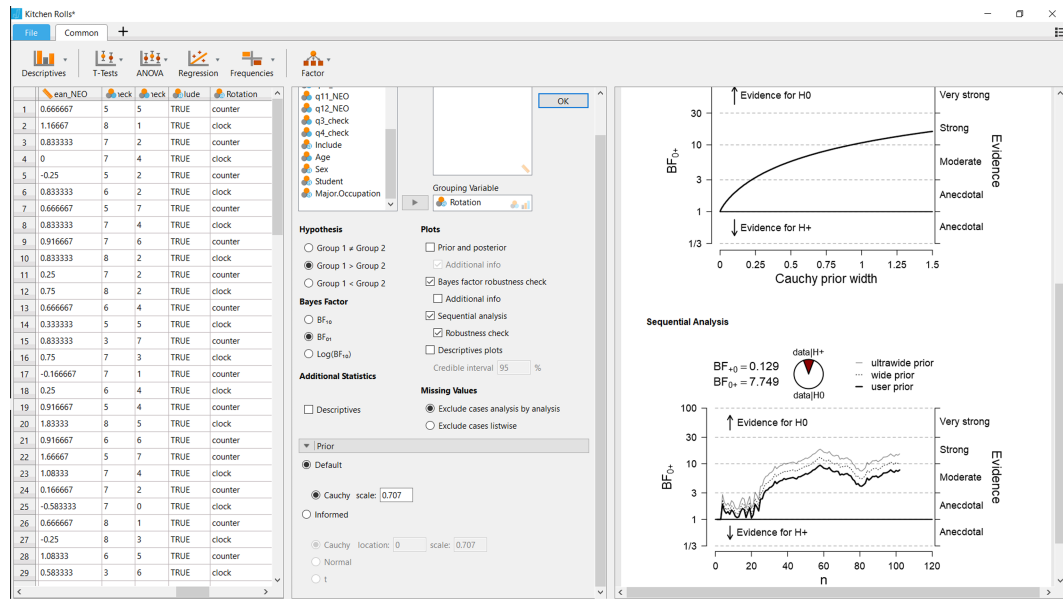 Kitchen Rolls*
File Common +
Descriptives T-Tests ANOVA Regression Frequencies Factor
ean_NEO eck eck lude Rotation
1 0.666667 5 5 TRUE counter
2 1.16667 8 1 TRUE clock
3 0.833333 7 2 TRUE counter
4 0 7 4 TRUE clock
5 -0.25 5 2 TRUE counter
6 0.833333 6 2 TRUE clock
7 0.666667 5 7 TRUE counter
8 0.833333 7 4 TRUE clock
9 0.916667 7 6 TRUE counter
10 0.833333 8 2 TRUE clock
11 0.25 7 2 TRUE counter
12 0.75 8 2 TRUE clock
13 0.666667 6 4 TRUE counter
14 0.333333 5 5 TRUE clock
15 0.833333 3 7 TRUE counter
16 0.75 7 3 TRUE clock
17 -0.166667 7 1 TRUE counter
18 0.25 6 4 TRUE clock
19 0.916667 5 4 TRUE counter
20 1.83333 8 5 TRUE clock
21 0.916667 6 6 TRUE counter
22 1.66667 5 7 TRUE counter
23 1.08333 7 4 TRUE clock
24 0.166667 7 2 TRUE counter
25 -0.583333 7 0 TRUE clock
26 0.666667 8 1 TRUE counter
27 -0.25 8 3 TRUE clock
28 1.08333 6 5 TRUE counter
29 0.583333 3 6 TRUE clock
q11_NEO
q12_NEO
q3_check
q4_check
Include
Age
Sex
Student
Major.Occupation
OK
Grouping Variable
Rotation
Hypothesis
Group 1 ≠ Group 2
Group 1 > Group 2
Group 1 < Group 2
Bayes Factor
BF₁₀
BF₀₁
Log(BF₁₀)
Additional Statistics
Descriptives
Plots
Prior and posterior
Additional info
Bayes factor robustness check
Additional info
Sequential analysis
Robustness check
Descriptives plots
Credible interval 95 %
Missing Values
Exclude cases analysis by analysis
Exclude cases listwise
Prior
Default
Cauchy scale: 0.707
Informed
Cauchy location: 0 scale: 0.707
Normal
t
Evidence for H0
Very strong
30
Strong
10
Moderate
3
Anecdotal
1
Evidence for H+
Anecdotal
1/3
BF₀₊
Evidence
0 0.25 0.5 0.75 1 1.25 1.5
Cauchy prior width
Sequential Analysis
data|H+
BF₊₀ = 0.129
BF₀₊ = 7.749
data|H0
ultrawide prior
wide prior
user prior
100
Evidence for H0
Very strong
30
Strong
10
Moderate
3
Anecdotal
1
Evidence for H+
Anecdotal
1/3
BF₀₊
Evidence
0 20 40 60 80 100 120
n